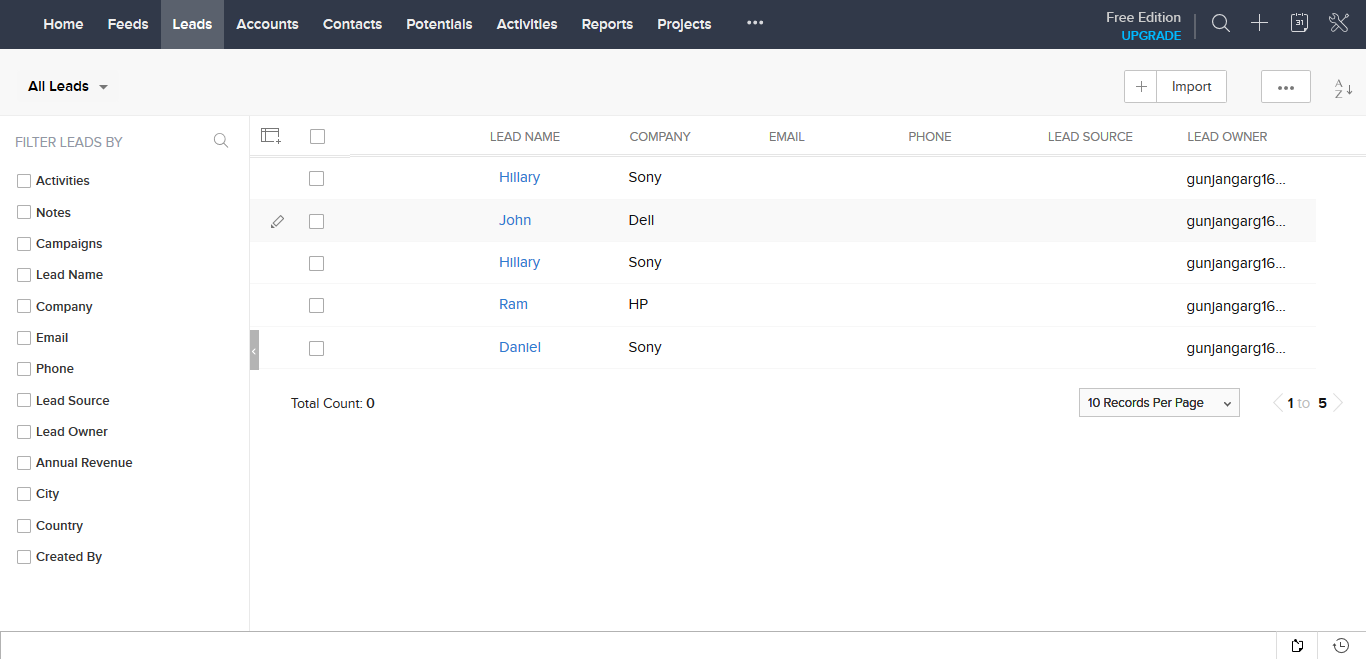 Home Feeds Leads Accounts Contacts Potentials Activities Reports Projects ••• Free Edition
UPGRADE
31
All Leads
+ Import ••• A
Z
FILTER LEADS BY
LEAD NAME COMPANY EMAIL PHONE LEAD SOURCE LEAD OWNER
Activities
Notes
Campaigns
Lead Name
Company
Email
Phone
Lead Source
Lead Owner
Annual Revenue
City
Country
Created By
Hillary Sony gunjangarg16...
John Dell gunjangarg16...
Hillary Sony gunjangarg16...
Ram HP gunjangarg16...
Daniel Sony gunjangarg16...
Total Count: 0 10 Records Per Page 1 to 5